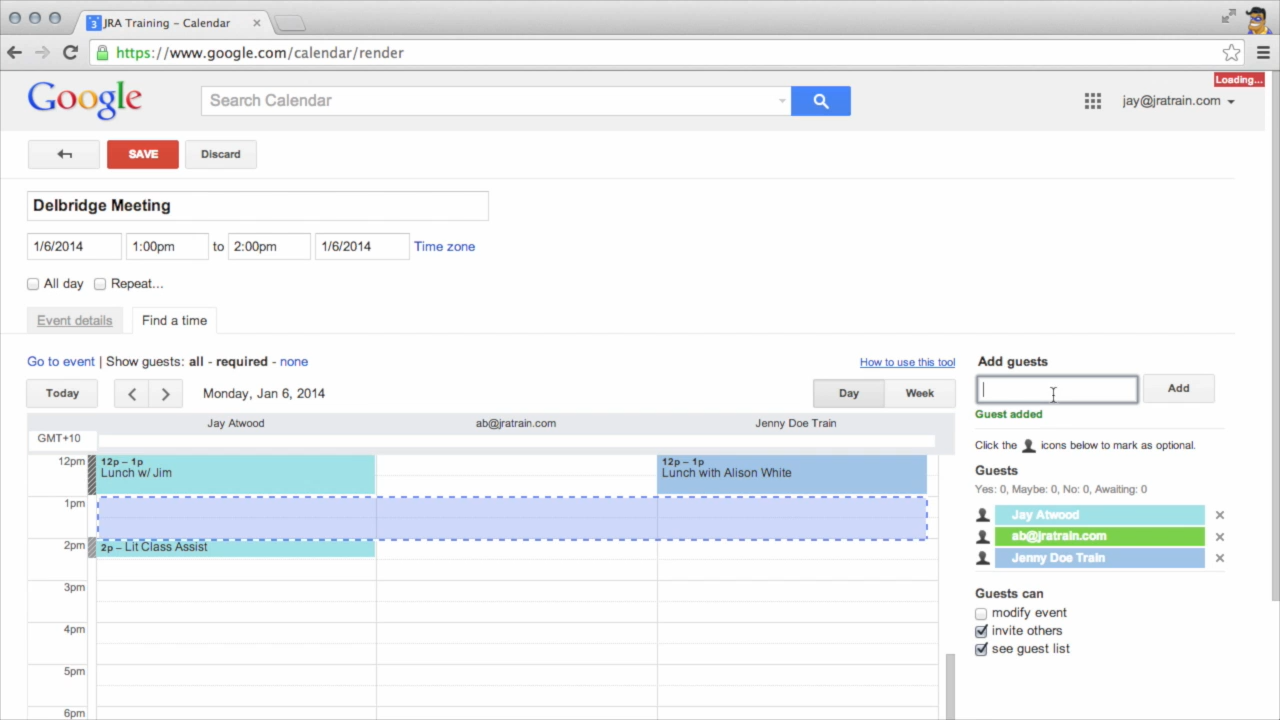 3 JRA Training – Calendar
https://www.google.com/calendar/render
Loading...
Google
Search Calendar
jay@jratrain.com
SAVE
Discard
Delbridge Meeting
1/6/2014 1:00pm to 2:00pm 1/6/2014 Time zone
All day Repeat...
Event details Find a time
Go to event | Show guests: all - required - none
How to use this tool
Today
Monday, Jan 6, 2014
Day Week
Jay Atwood ab@jratrain.com Jenny Doe Train
GMT+10
12pm
12p – 1p
Lunch w/ Jim
12p – 1p
Lunch with Alison White
1pm
2pm
2p – Lit Class Assist
3pm
4pm
5pm
6pm
Add guests
Add
Guest added
Click the icons below to mark as optional.
Guests
Yes: 0, Maybe: 0, No: 0, Awaiting: 0
Jay Atwood
ab@jratrain.com
Jenny Doe Train
Guests can
modify event
invite others
see guest list